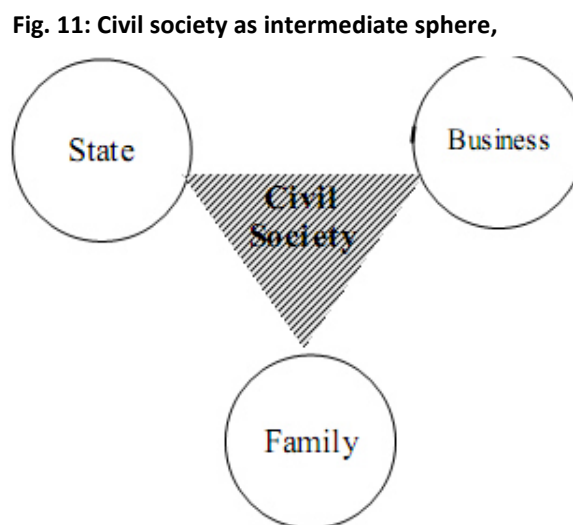 Fig. 11: Civil society as intermediate sphere,
State
Business
Civil
Society
Family